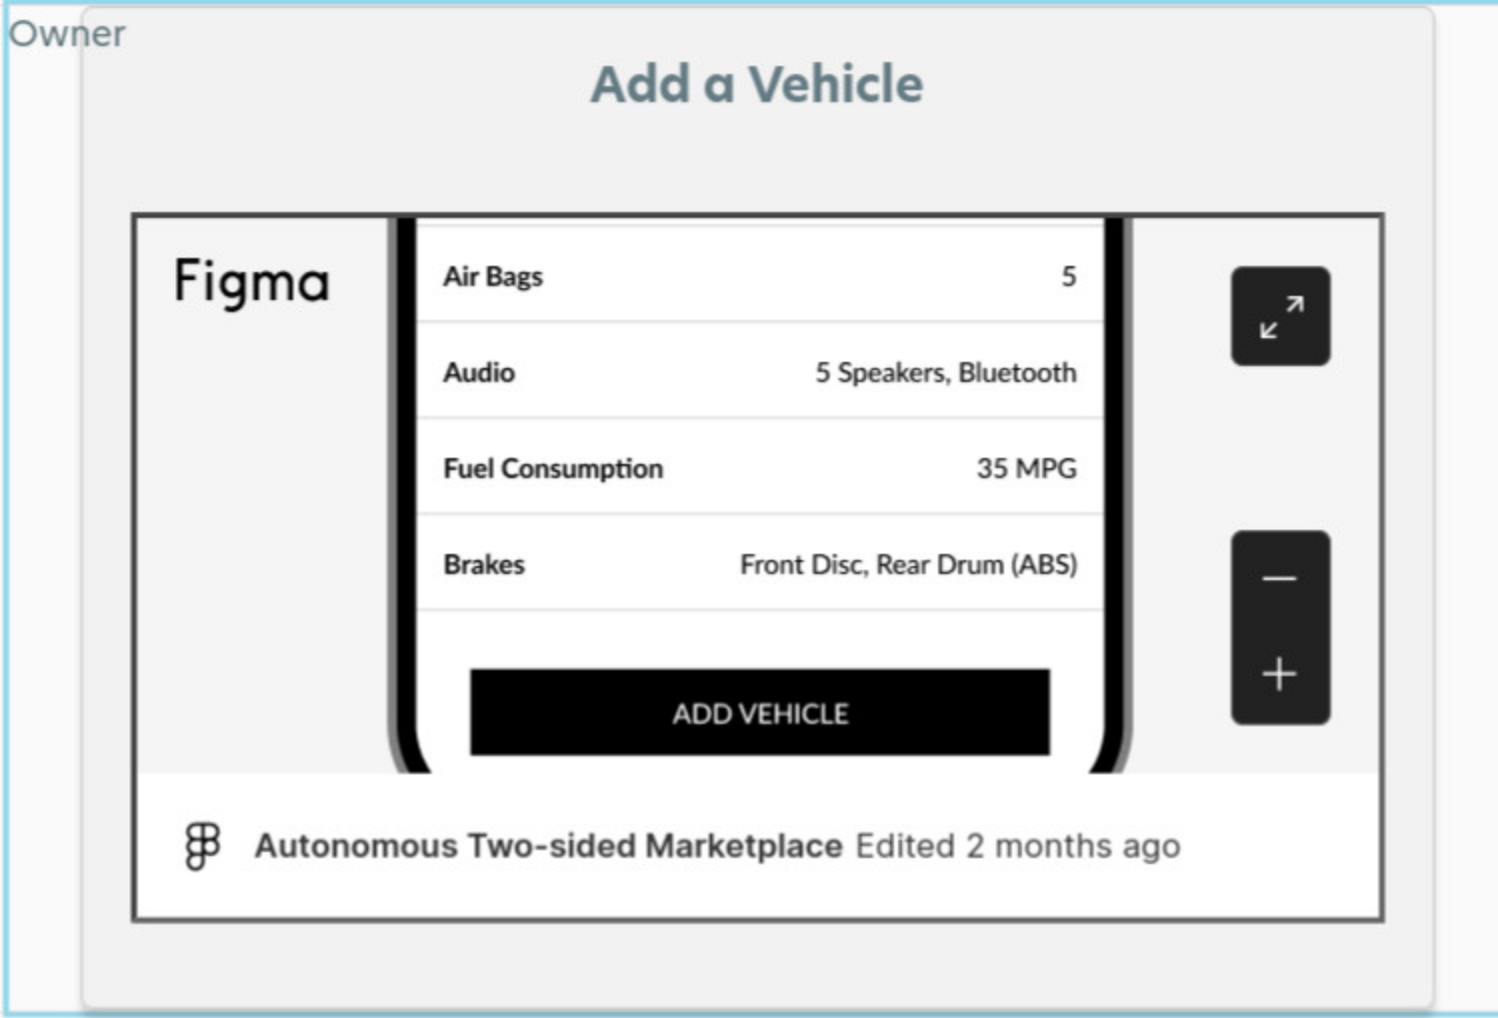 Owner
Add a Vehicle
Figma
Air Bags 5
Audio 5 Speakers, Bluetooth
Fuel Consumption 35 MPG
Brakes Front Disc, Rear Drum (ABS)
ADD VEHICLE
Autonomous Two-sided Marketplace Edited 2 months ago